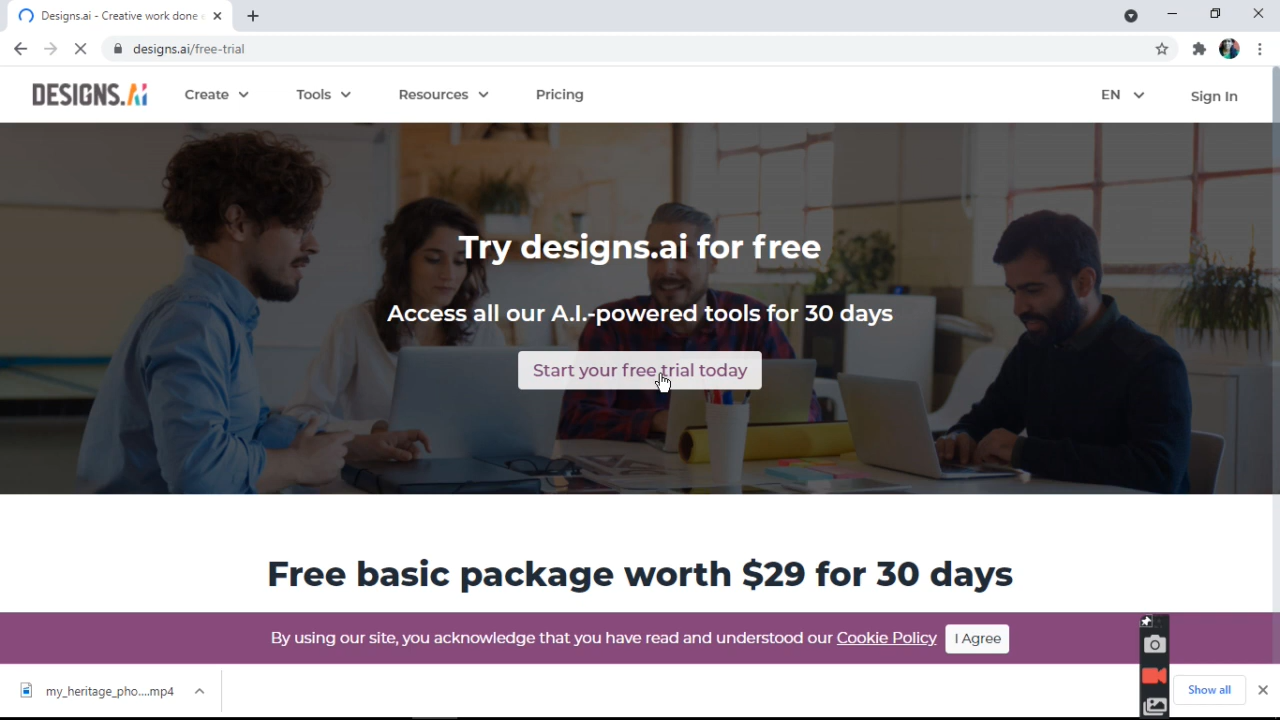 Designs.ai - Creative work done
designs.ai/free-trial
DESIGNS.Ai
Create
Tools
Resources
Pricing
EN
Sign In
Try designs.ai for free
Access all our A.I.-powered tools for 30 days
Start your free trial today
Free basic package worth $29 for 30 days
By using our site, you acknowledge that you have read and understood our Cookie Policy
I Agree
my_heritage_pho....mp4
Show all